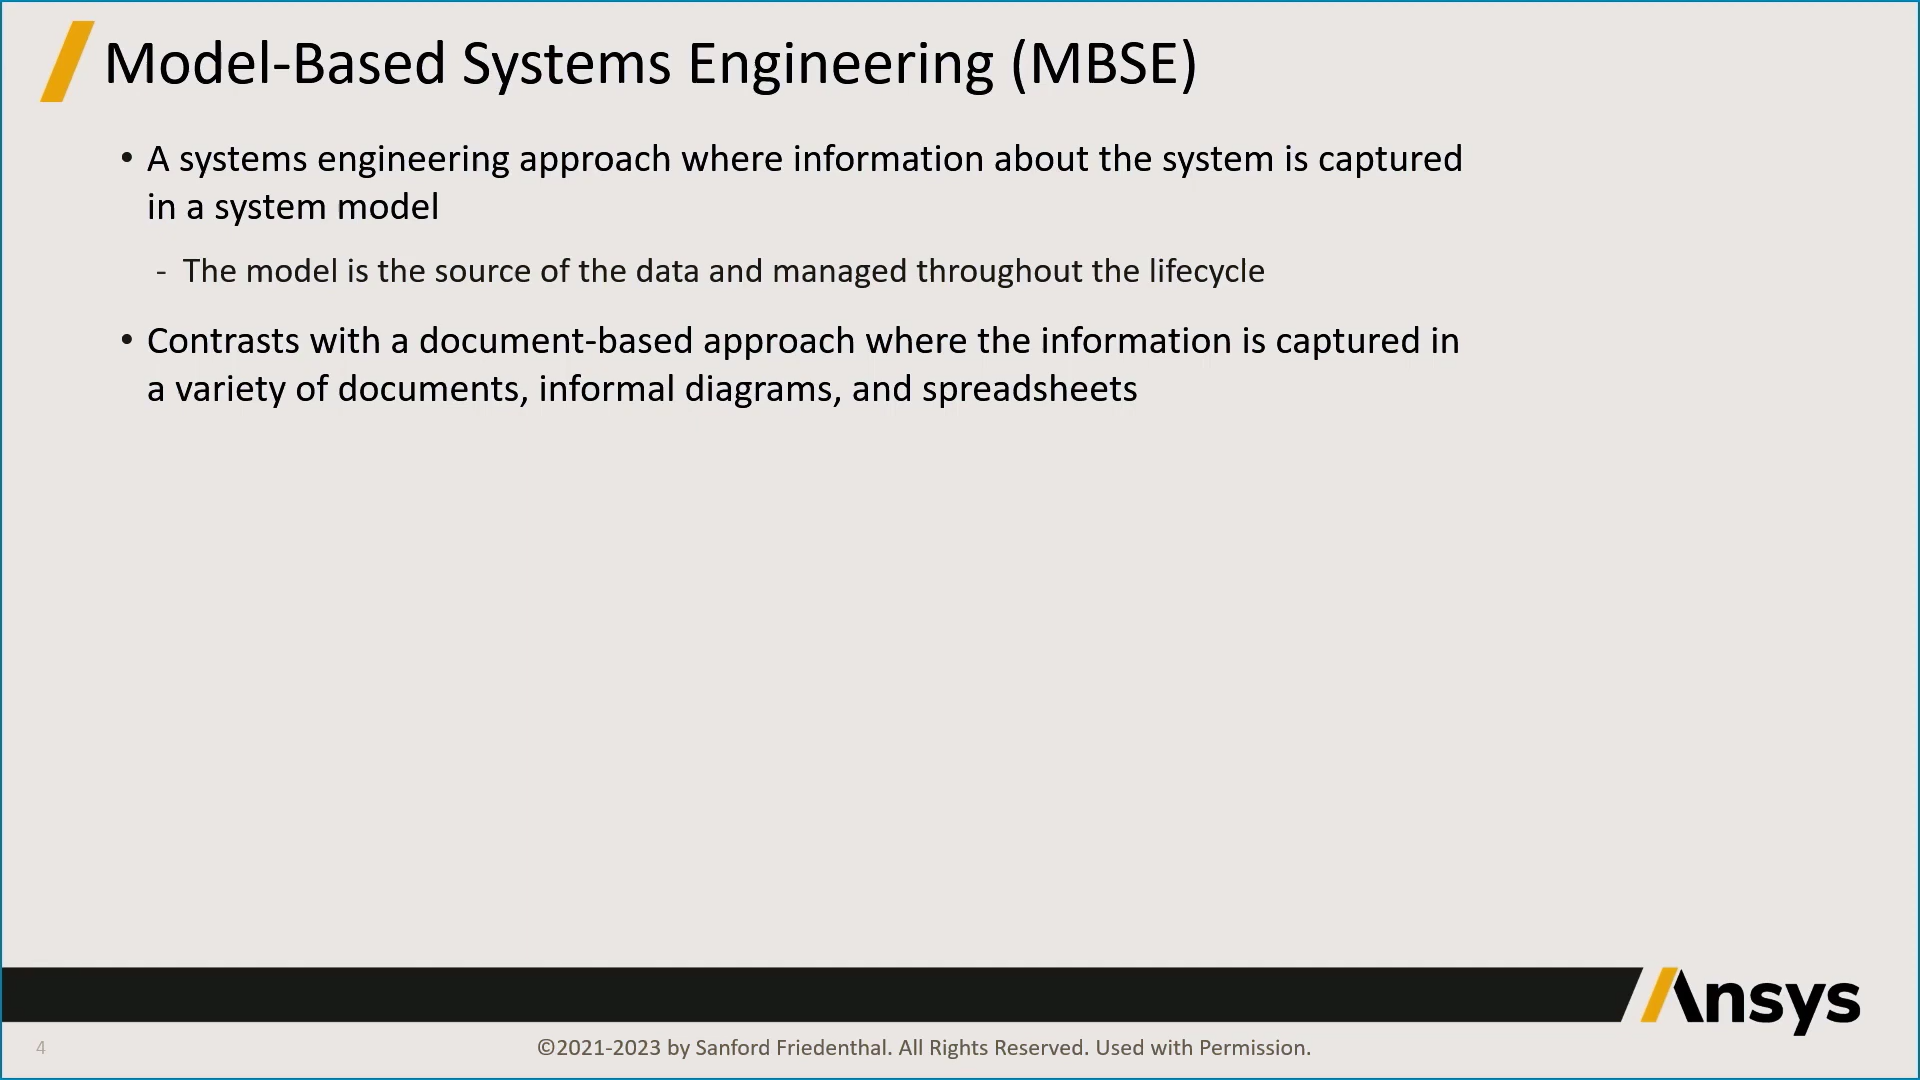 Model-Based Systems Engineering (MBSE)
• A systems engineering approach where information about the system is captured
in a system model
- The model is the source of the data and managed throughout the lifecycle
• Contrasts with a document-based approach where the information is captured in
a variety of documents, informal diagrams, and spreadsheets
Ansys
4
©2021-2023 by Sanford Friedenthal. All Rights Reserved. Used with Permission.